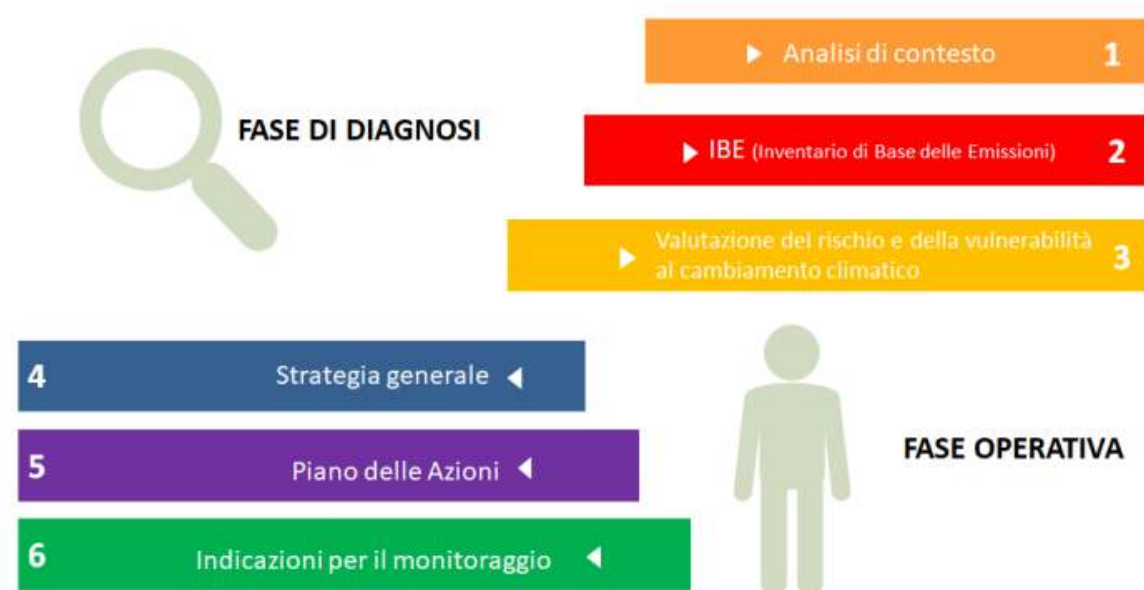 Analisi di contesto 1
FASE DI DIAGNOSI
IBE (Inventario di Base delle Emissioni) 2
Valutazione del rischio e della vulnerabilità
al cambiamento climatico 3
4 Strategia generale
5 Piano delle Azioni
FASE OPERATIVA
6 Indicazioni per il monitoraggio